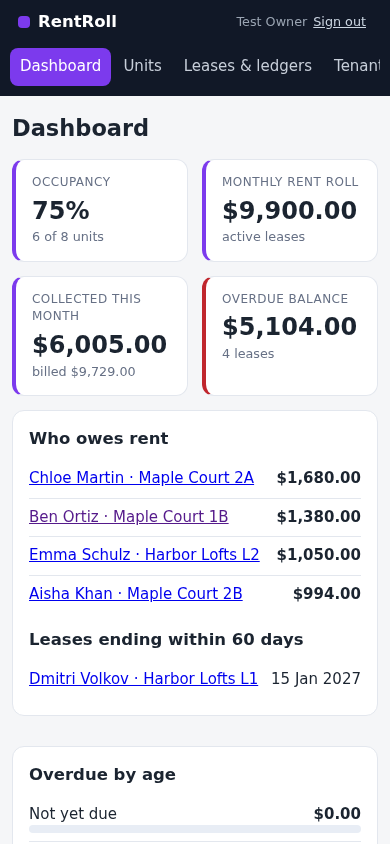 RentRoll
Test Owner Sign out
Dashboard Units Leases & ledgers Tenant
Dashboard
OCCUPANCY
75%
6 of 8 units
MONTHLY RENT ROLL
$9,900.00
active leases
COLLECTED THIS
MONTH
$6,005.00
billed $9,729.00
OVERDUE BALANCE
$5,104.00
4 leases
Who owes rent
Chloe Martin · Maple Court 2A $1,680.00
Ben Ortiz · Maple Court 1B $1,380.00
Emma Schulz · Harbor Lofts L2 $1,050.00
Aisha Khan · Maple Court 2B $994.00
Leases ending within 60 days
Dmitri Volkov · Harbor Lofts L1 15 Jan 2027
Overdue by age
Not yet due $0.00